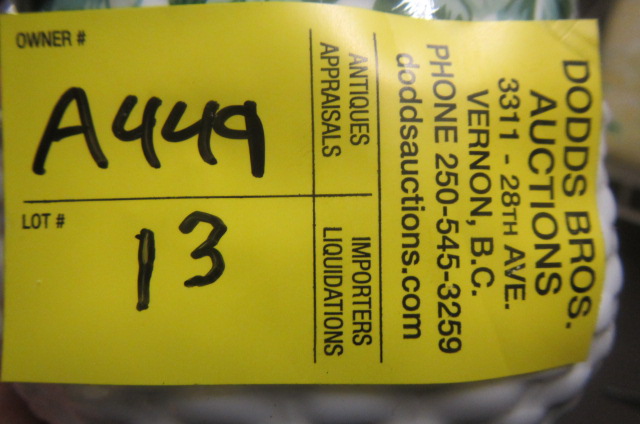 DODDS BROS.
AUCTIONS
3311 - 28TH AVE.
VERNON, B.C.
PHONE 250-545-3259
doddsauctions.com
ANTIQUES
APPRAISALS
IMPORTERS
LIQUIDATIONS
OWNER #
A449
LOT #
13